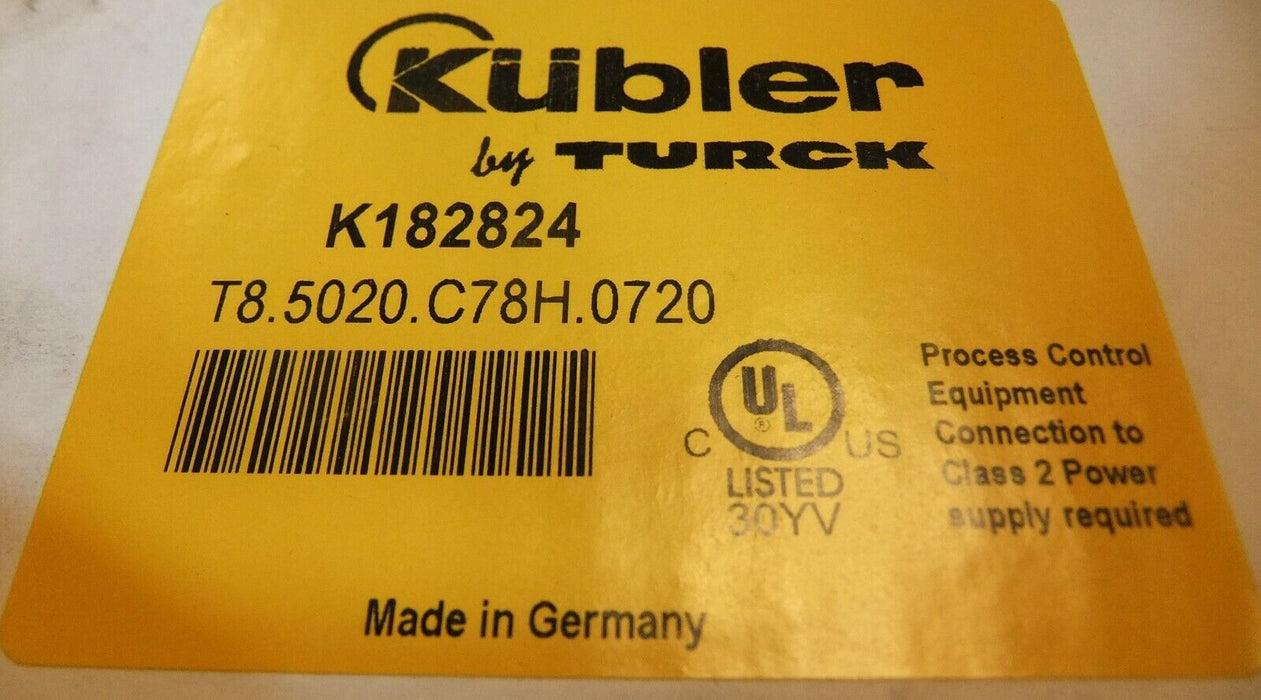 Kübler
by TURCK
K182824
T8.5020.C78H.0720
UL
®
C US
LISTED
30YV
Process Control
Equipment
Connection to
Class 2 Power
supply required
Made in Germany